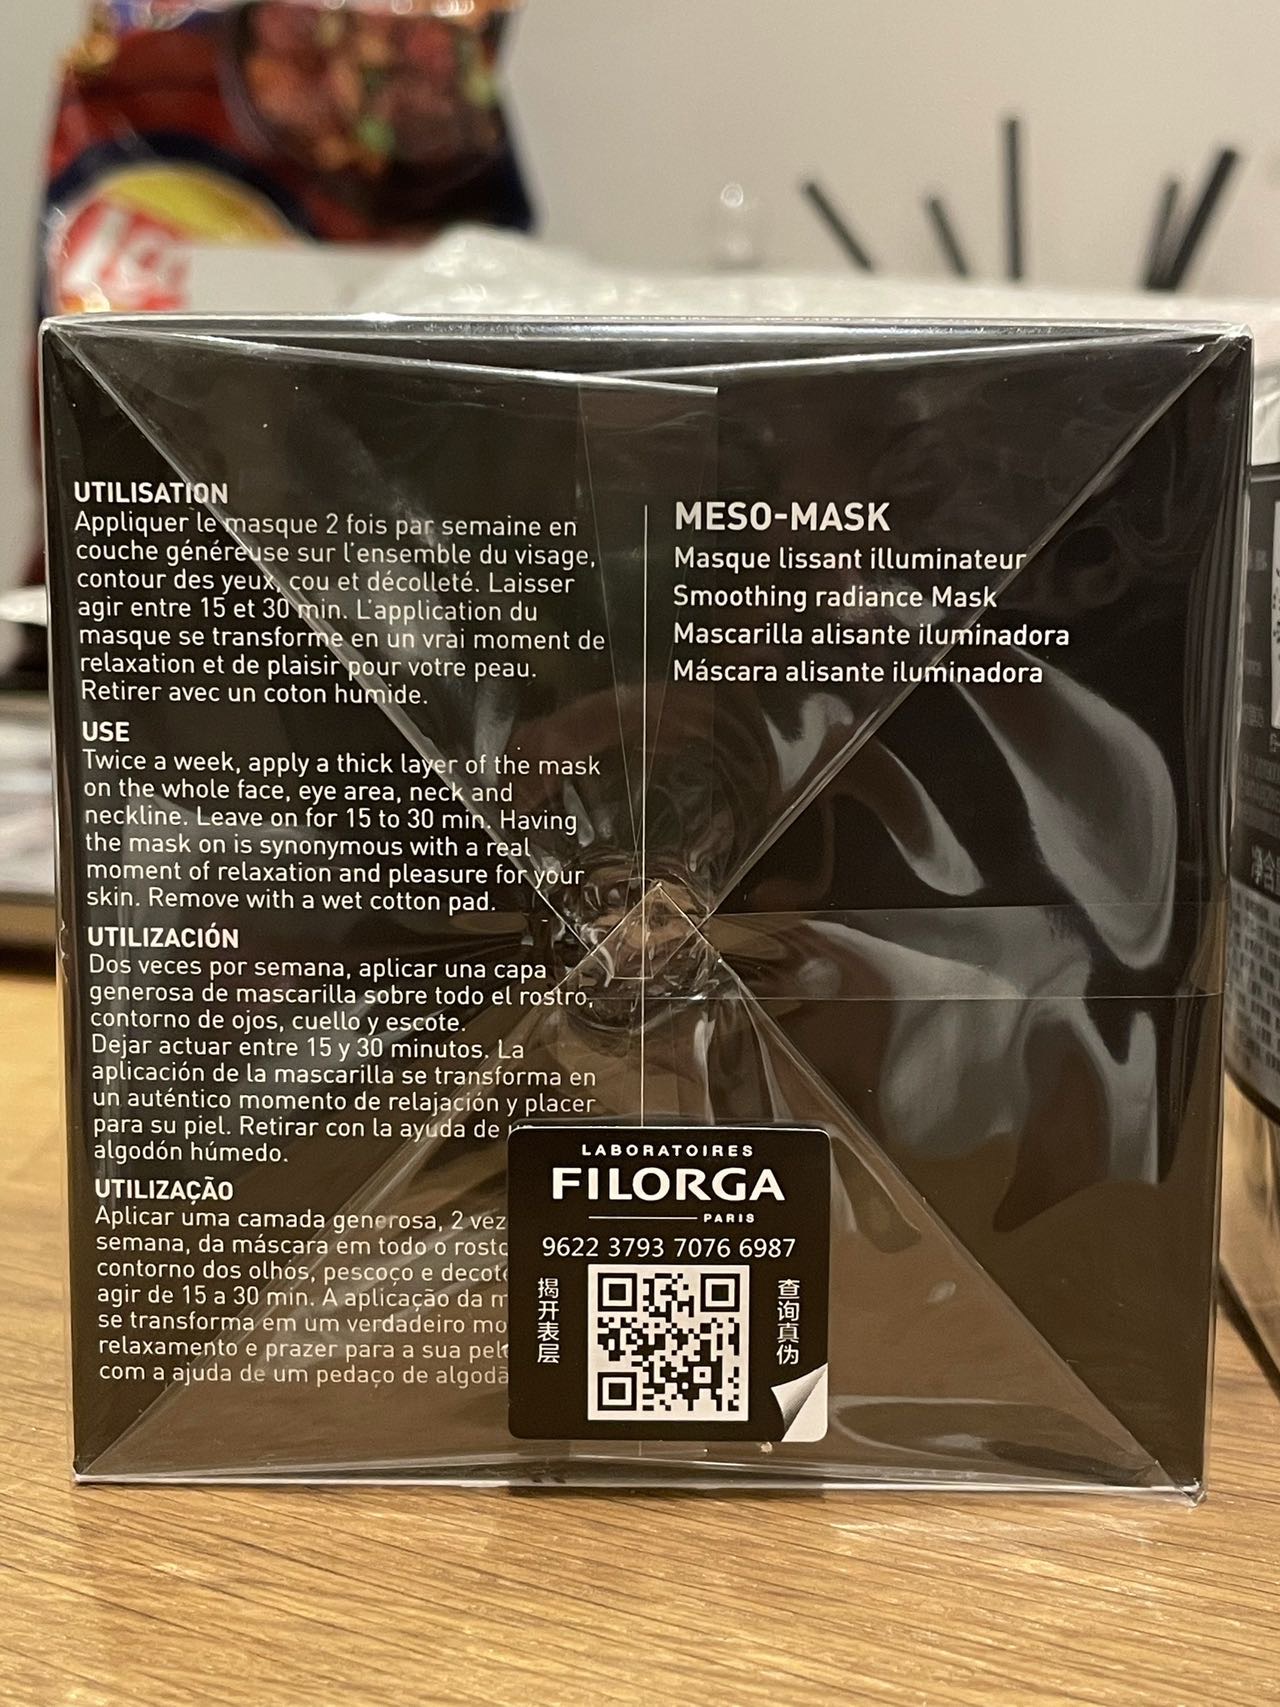 UTILISATION
Appliquer le masque 2 fois par semaine en
couche généreuse sur l'ensemble du visage,
contour des yeux, cou et décolleté. Laisser
agir entre 15 et 30 min. L'application du
masque se transforme en un vrai moment de
relaxation et de plaisir pour votre peau.
Retirer avec un coton humide.
USE
Twice a week, apply a thick layer of the mask
on the whole face, eye area, neck and
neckline. Leave on for 15 to 30 min. Having
the mask on is synonymous with a real
moment of relaxation and pleasure for your
skin. Remove with a wet cotton pad.
UTILIZACIÓN
Dos veces por semana, aplicar una capa
generosa de mascarilla sobre todo el rostro,
contorno de ojos, cuello y escote.
Dejar actuar entre 15 y 30 minutos. La
aplicación de la mascarilla se transforma en
un auténtico momento de relajación y placer
para su piel. Retirar con la ayuda de
algodón húmedo.
UTILIZAÇÃO
Aplicar uma camada generosa, 2 vez
semana, da máscara em todo o rosto
contorno dos olhos, pescoço e decot
agir de 15 a 30 min. A aplicação da
se transforma em um verdadeiro mo
relaxamento e prazer para a sua pel
com a ajuda de um pedaço de algodã
MESO-MASK
Masque lissant illuminateur
Smoothing radiance Mask
Mascarilla alisante iluminadora
Máscara alisante iluminadora
LABORATOIRES
FILORGA
PARIS
9622 3793 7076 6987
揭开表层
查询真伪